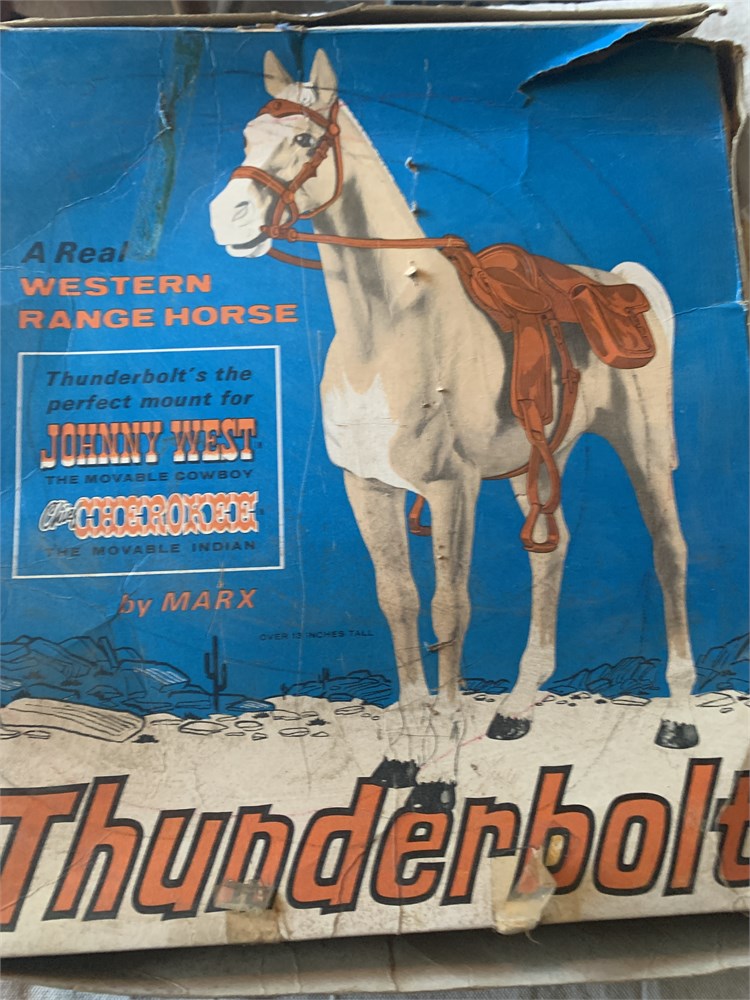 A Real
WESTERN
RANGE HORSE
Thunderbolt's the
perfect mount for
JOHNNY WEST
THE MOVABLE COWBOY
Chief CHEROKEE
THE MOVABLE INDIAN
by MARX
OVER 13 INCHES TALL
Thunderbolt